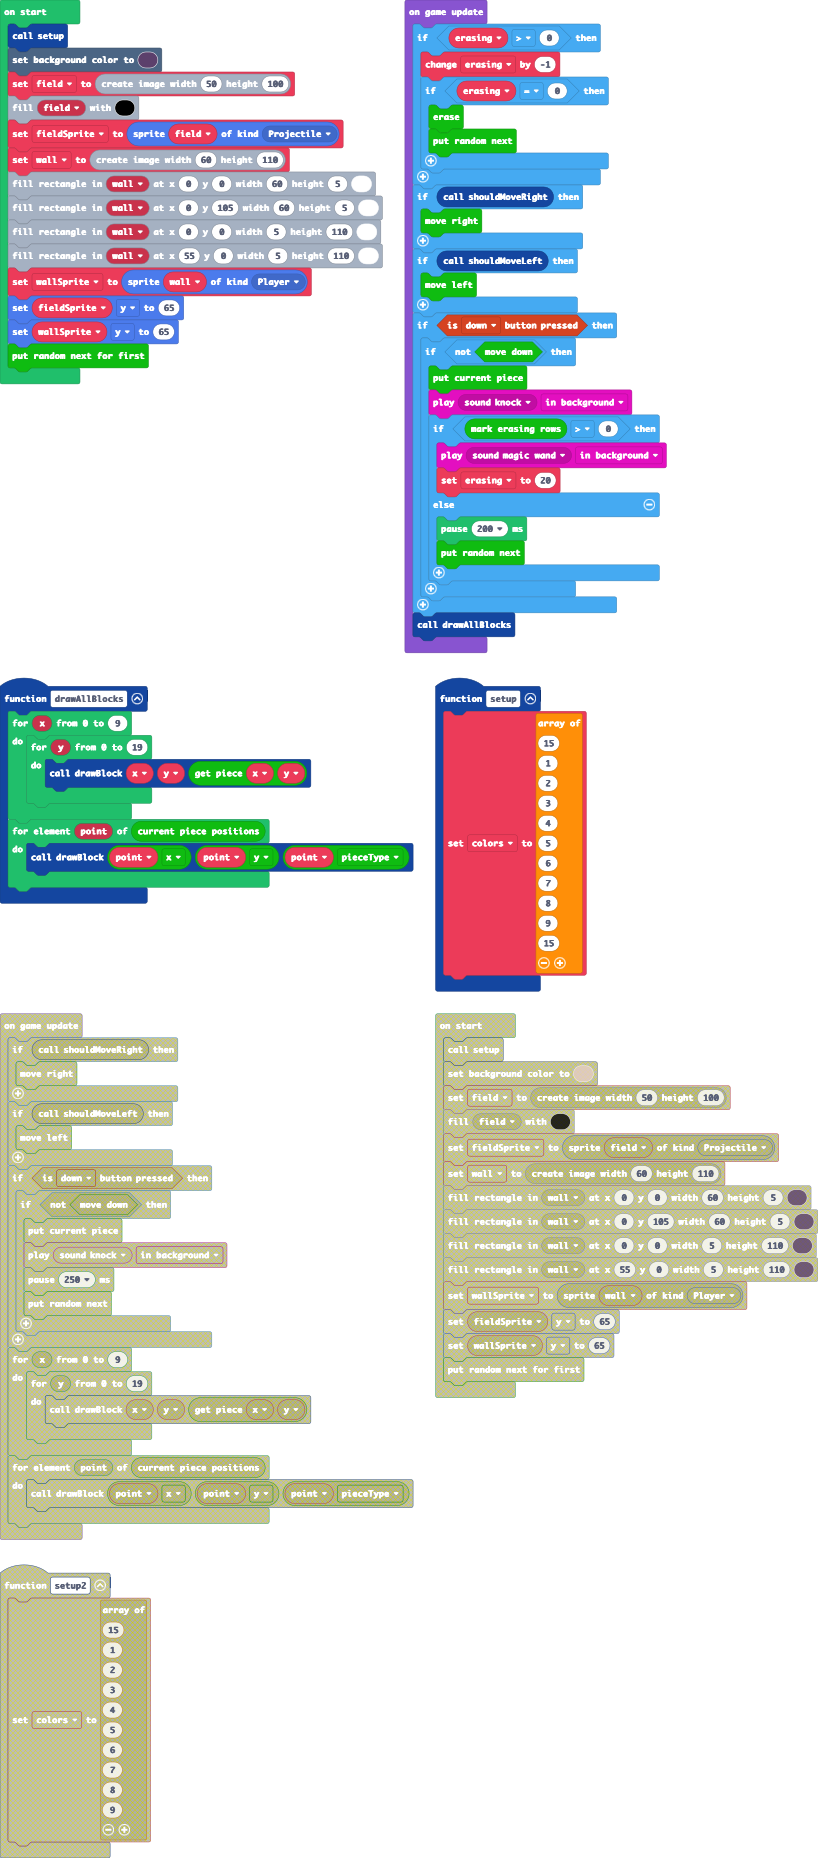 on start
call setup
set background color to
set field to create image width 50 height 100
fill field with
set fieldSprite to sprite field of kind Projectile
set wall to create image width 60 height 110
fill rectangle in wall at x 0 y 0 width 60 height 5
fill rectangle in wall at x 0 y 105 width 60 height 5
fill rectangle in wall at x 0 y 0 width 5 height 110
fill rectangle in wall at x 55 y 0 width 5 height 110
set wallSprite to sprite wall of kind Player
set fieldSprite y to 65
set wallSprite y to 65
put random next for first
on game update
if erasing > 0 then
change erasing by -1
if erasing = 0 then
erase
put random next
if call shouldMoveRight then
move right
if call shouldMoveLeft then
move left
if is down button pressed then
if not move down then
put current piece
play sound knock in background
if mark erasing rows > 0 then
play sound magic wand in background
set erasing to 20
else
pause 200 ms
put random next
call drawAllBlocks
function drawAllBlocks
for x from 0 to 9
do
for y from 0 to 19
do
call drawBlock x y get piece x y
for element point of current piece positions
do
call drawBlock point x point y point pieceType
function setup
set colors to
array of
15
1
2
3
4
5
6
7
8
9
15
on game update
if call shouldMoveRight then
move right
if call shouldMoveLeft then
move left
if is down button pressed then
if not move down then
put current piece
play sound knock in background
pause 250 ms
put random next
for x from 0 to 9
do
for y from 0 to 19
do
call drawBlock x y get piece x y
for element point of current piece positions
do
call drawBlock point x point y point pieceType
on start
call setup
set background color to
set field to create image width 50 height 100
fill field with
set fieldSprite to sprite field of kind Projectile
set wall to create image width 60 height 110
fill rectangle in wall at x 0 y 0 width 60 height 5
fill rectangle in wall at x 0 y 105 width 60 height 5
fill rectangle in wall at x 0 y 0 width 5 height 110
fill rectangle in wall at x 55 y 0 width 5 height 110
set wallSprite to sprite wall of kind Player
set fieldSprite y to 65
set wallSprite y to 65
put random next for first
function setup2
set colors to
array of
15
1
2
3
4
5
6
7
8
9